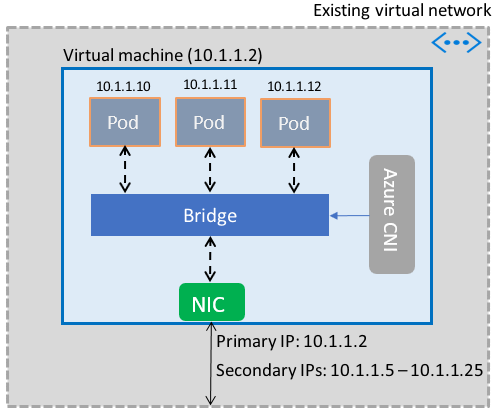 Existing virtual network
Virtual machine (10.1.1.2)
10.1.1.10 10.1.1.11 10.1.1.12
Pod Pod Pod
Azure CNI
Bridge
NIC
Primary IP: 10.1.1.2
Secondary IPs: 10.1.1.5 – 10.1.1.25